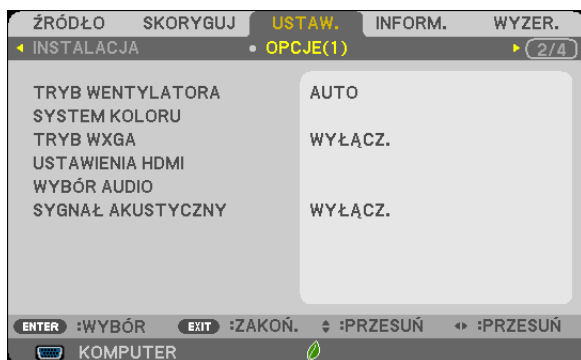 ŹRÓDŁO SKORYGUJ USTAW. INFORM. WYZER.
INSTALACJA OPCJE(1) 2/4
TRYB WENTYLATORA AUTO
SYSTEM KOLORU
TRYB WXGA WYŁĄCZ.
USTAWIENIA HDMI
WYBÓR AUDIO
SYGNAŁ AKUSTYCZNY WYŁĄCZ.
ENTER :WYBÓR EXIT :ZAKOŃ. :PRZESUŃ :PRZESUŃ
KOMPUTER